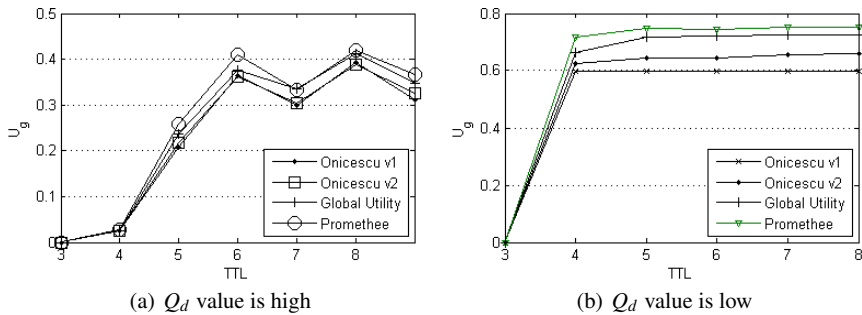 0.5
0.4
0.3
0.2
0.1
0
U_g
3 4 5 6 7 8
TTL
Onicescu v1
Onicescu v2
Global Utility
Promethee
(a) Q_d value is high
0.8
0.6
0.4
0.2
0
U_g
3 4 5 6 7 8
TTL
Onicescu v1
Onicescu v2
Global Utility
Promethee
(b) Q_d value is low